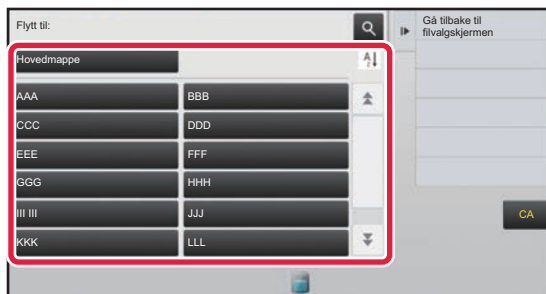 Flytt til:
Gå tilbake til
filvalgskjermen
Hovedmappe
A
Z
AAA
BBB
CCC
DDD
EEE
FFF
GGG
HHH
III III
JJJ
CA
KKK
LLL